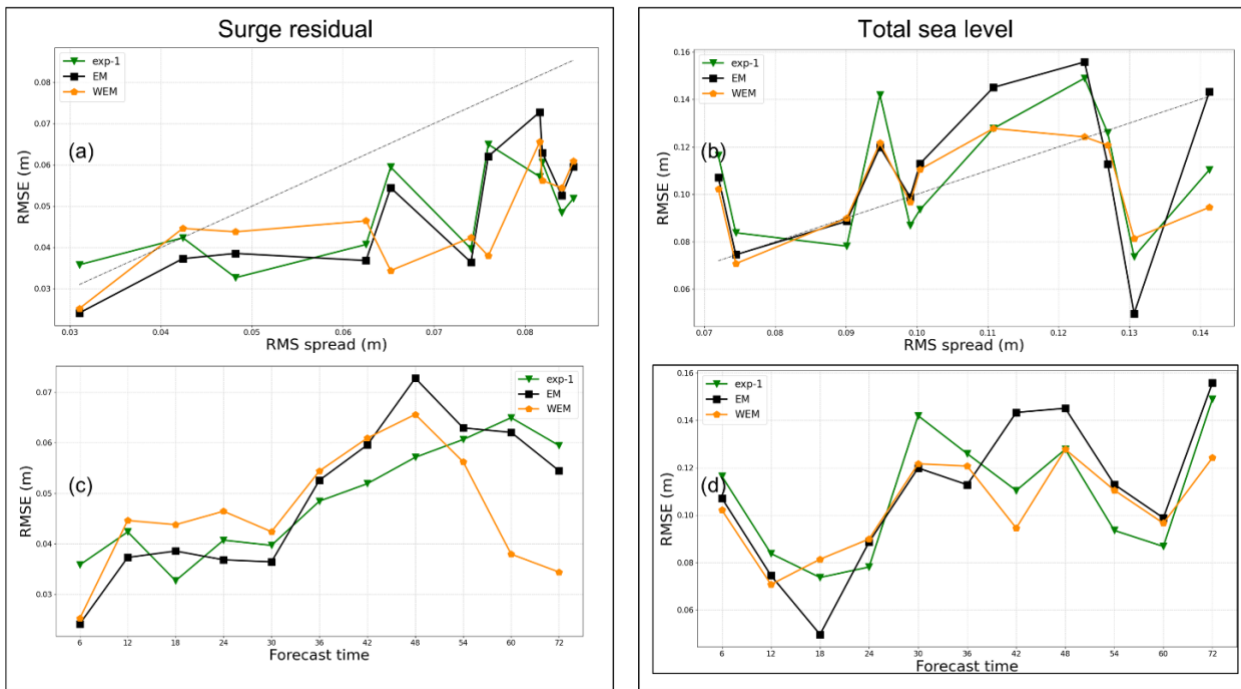 Surge residual
exp-1
EM
WEM
(a)
RMSE (m)
0.08
0.07
0.06
0.05
0.04
0.03
0.03
0.04
0.05
0.06
0.07
0.08
RMS spread (m)
exp-1
EM
WEM
(c)
RMSE (m)
0.07
0.06
0.05
0.04
0.03
6
12
18
24
30
36
42
48
54
60
72
Forecast time
Total sea level
exp-1
EM
WEM
(b)
RMSE (m)
0.16
0.14
0.12
0.10
0.08
0.06
0.07
0.08
0.09
0.10
0.11
0.12
0.13
0.14
RMS spread (m)
exp-1
EM
WEM
(d)
RMSE (m)
0.16
0.14
0.12
0.10
0.08
0.06
6
12
18
24
30
36
42
48
54
60
72
Forecast time